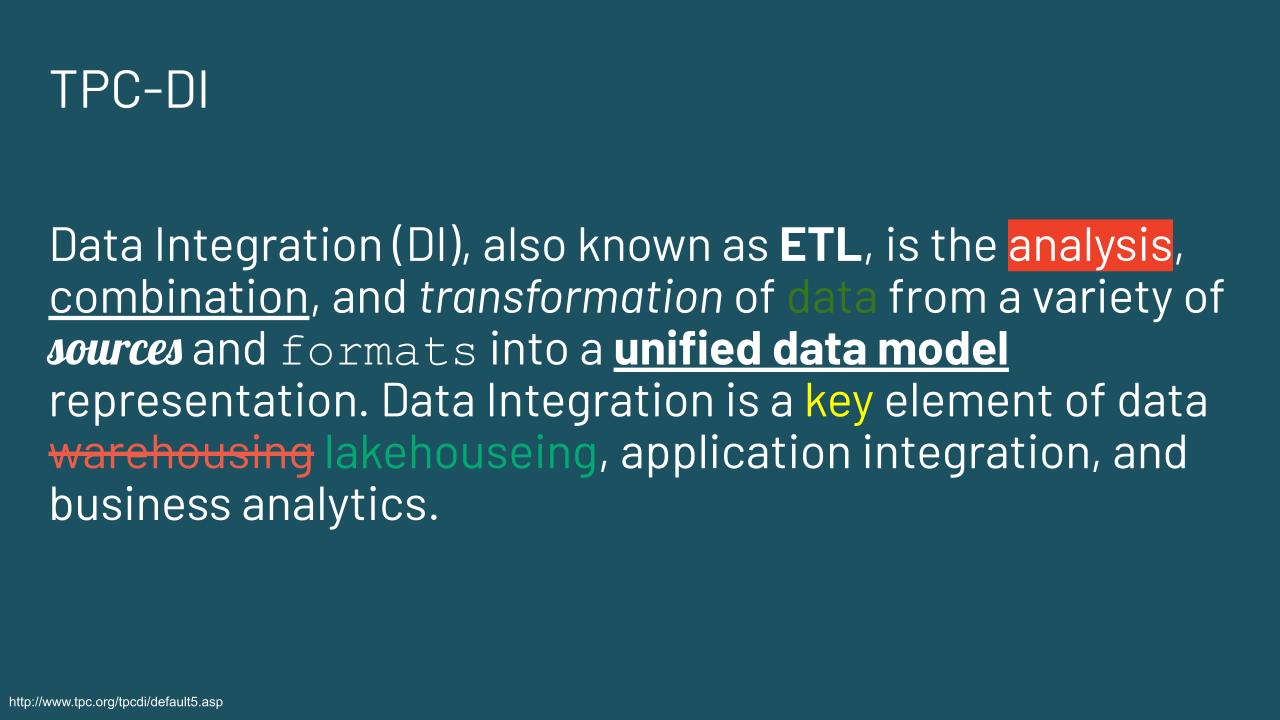 TPC-DI
Data Integration (DI), also known as ETL, is the analysis,
combination, and transformation of data from a variety of
sources and formats into a unified data model
representation. Data Integration is a key element of data
warehousing lakehouseing, application integration, and
business analytics.
http://www.tpc.org/tpcdi/default5.asp